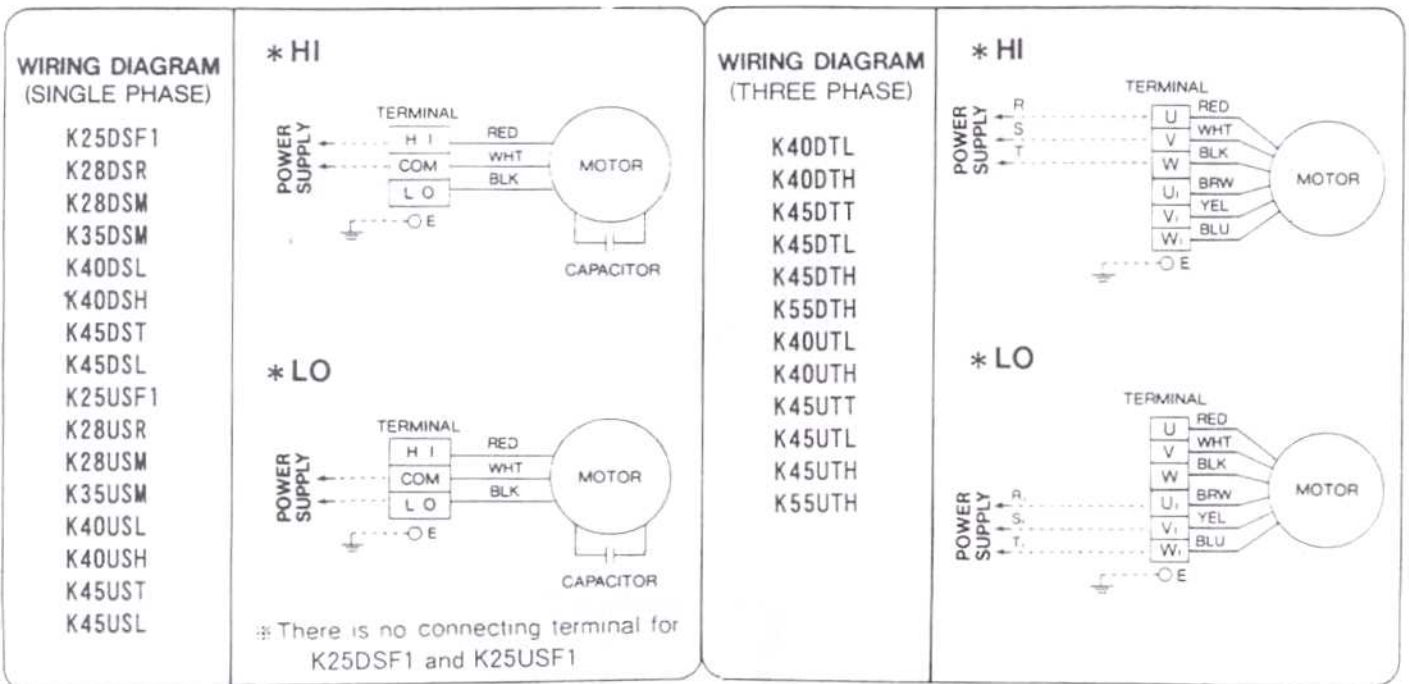 WIRING DIAGRAM
(SINGLE PHASE)
K25DSF1
K28DSR
K28DSM
K35DSM
K40DSL
K40DSH
K45DST
K45DSL
K25USF1
K28USR
K28USM
K35USM
K40USL
K40USH
K45UST
K45USL
* HI
TERMINAL
POWER SUPPLY
H I
COM
L O
E
RED
WHT
BLK
MOTOR
CAPACITOR
* LO
TERMINAL
POWER SUPPLY
H I
COM
L O
E
RED
WHT
BLK
MOTOR
CAPACITOR
※ There is no connecting terminal for
K25DSF1 and K25USF1
WIRING DIAGRAM
(THREE PHASE)
K40DTL
K40DTH
K45DTT
K45DTL
K45DTH
K55DTH
K40UTL
K40UTH
K45UTT
K45UTL
K45UTH
K55UTH
* HI
TERMINAL
POWER SUPPLY
R
S
T
U
V
W
U₁
V₁
W₁
E
RED
WHT
BLK
BRW
YEL
BLU
MOTOR
* LO
TERMINAL
POWER SUPPLY
R₁
S₁
T₁
U
V
W
U₁
V₁
W₁
E
RED
WHT
BLK
BRW
YEL
BLU
MOTOR